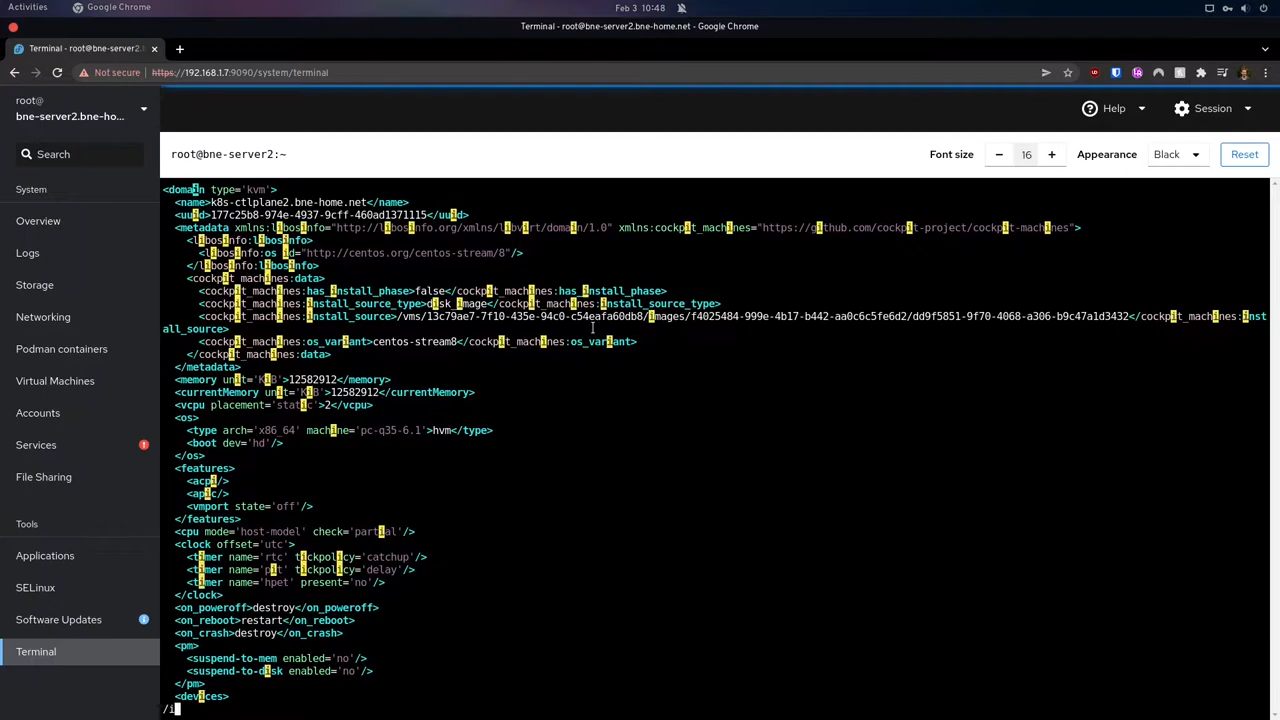 Activities
Google Chrome
Feb 3 10:48
Terminal - root@bne-server2.bne-home.net - Google Chrome
Terminal - root@bne-server2.
Not secure
https://192.168.1.7:9090/system/terminal
root@
bne-server2.bne-ho...
Help
Session
Search
root@bne-server2:~
Font size
16
Appearance
Black
Reset
System
Overview
Logs
Storage
Networking
Podman containers
Virtual Machines
Accounts
Services
File Sharing
Tools
Applications
SELinux
Software Updates
Terminal
<domain type='kvm'>
<name>k8s-ctlplane2.bne-home.net</name>
<uuid>177c25b8-974e-4937-9cff-460ad1371115</uuid>
<metadata xmlns:libosinfo="http://libosinfo.org/xmlns/libvirt/domain/1.0" xmlns:cockpit_machines="https://github.com/cockpit-project/cockpit-machines">
<libosinfo:libosinfo>
<libosinfo:os id="http://centos.org/centos-stream/8"/>
</libosinfo:libosinfo>
<cockpit_machines:data>
<cockpit_machines:has_install_phase>false</cockpit_machines:has_install_phase>
<cockpit_machines:install_source_type>disk_image</cockpit_machines:install_source_type>
<cockpit_machines:install_source>/vms/13c79ae7-7f10-435e-94c0-c54eafa60db8/images/f4025484-999e-4b17-b442-aa0c6c5fe6d2/dd9f5851-9f70-4068-a306-b9c47a1d3432</cockpit_machines:inst
all_source>
<cockpit_machines:os_variant>centos-stream8</cockpit_machines:os_variant>
</cockpit_machines:data>
</metadata>
<memory unit='KiB'>12582912</memory>
<currentMemory unit='KiB'>12582912</currentMemory>
<vcpu placement='static'>2</vcpu>
<os>
<type arch='x86_64' machine='pc-q35-6.1'>hvm</type>
<boot dev='hd'/>
</os>
<features>
<acpi/>
<apic/>
<vmport state='off'/>
</features>
<cpu mode='host-model' check='partial'/>
<clock offset='utc'>
<timer name='rtc' tickpolicy='catchup'/>
<timer name='pit' tickpolicy='delay'/>
<timer name='hpet' present='no'/>
</clock>
<on_poweroff>destroy</on_poweroff>
<on_reboot>restart</on_reboot>
<on_crash>destroy</on_crash>
<pm>
<suspend-to-mem enabled='no'/>
<suspend-to-disk enabled='no'/>
</pm>
<devices>
/i